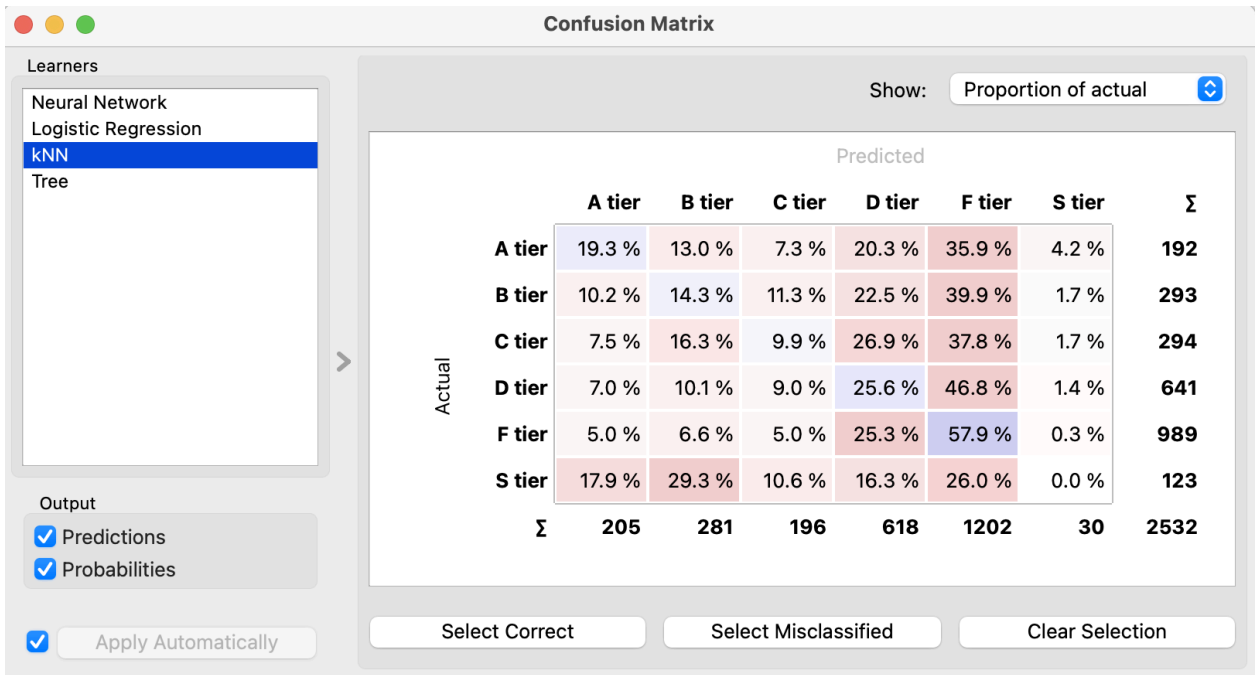 Confusion Matrix
Learners
Neural Network
Logistic Regression
kNN
Tree
Output
Predictions
Probabilities
Apply Automatically
Show: Proportion of actual
Predicted
A tier B tier C tier D tier F tier S tier Σ
Actual
A tier 19.3 % 13.0 % 7.3 % 20.3 % 35.9 % 4.2 % 192
B tier 10.2 % 14.3 % 11.3 % 22.5 % 39.9 % 1.7 % 293
C tier 7.5 % 16.3 % 9.9 % 26.9 % 37.8 % 1.7 % 294
D tier 7.0 % 10.1 % 9.0 % 25.6 % 46.8 % 1.4 % 641
F tier 5.0 % 6.6 % 5.0 % 25.3 % 57.9 % 0.3 % 989
S tier 17.9 % 29.3 % 10.6 % 16.3 % 26.0 % 0.0 % 123
Σ 205 281 196 618 1202 30 2532
Select Correct Select Misclassified Clear Selection